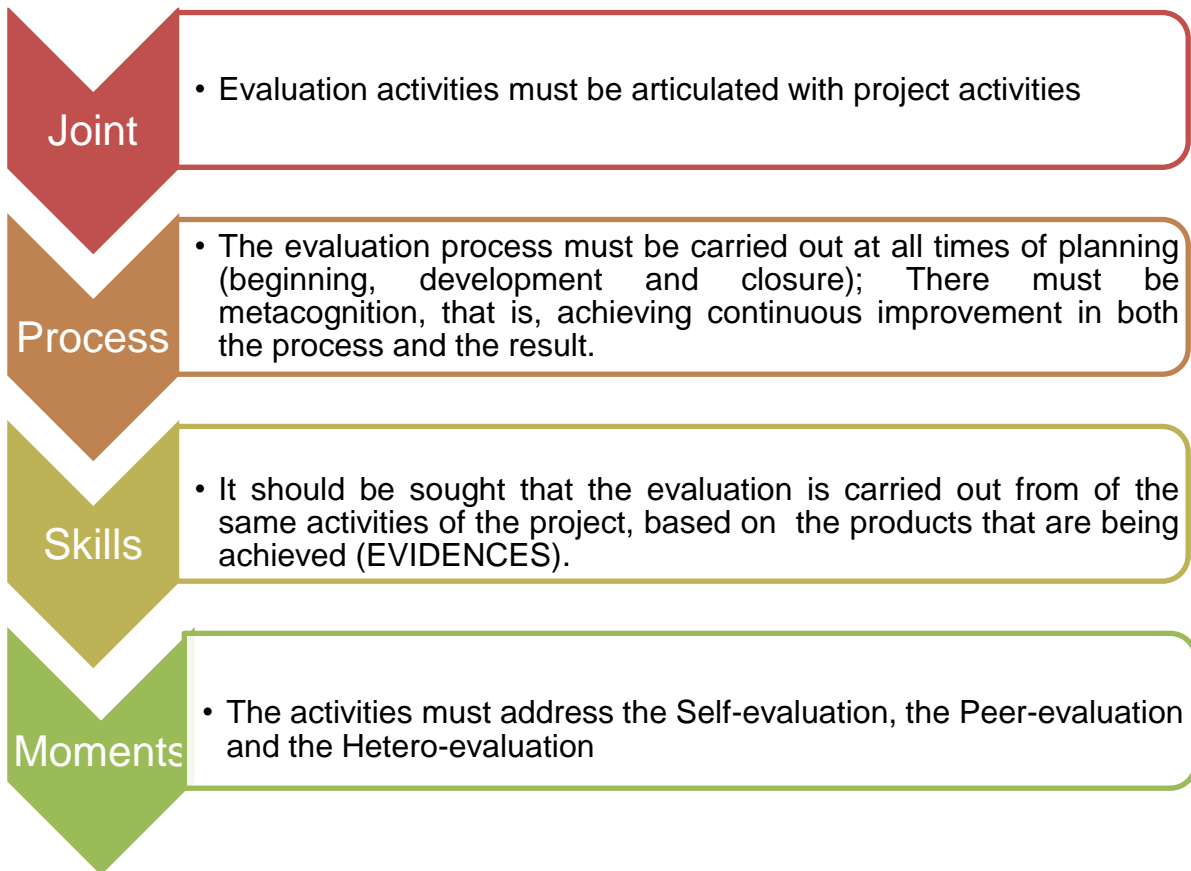 Joint
• Evaluation activities must be articulated with project activities
Process
• The evaluation process must be carried out at all times of planning
(beginning, development and closure); There must be
metacognition, that is, achieving continuous improvement in both
the process and the result.
Skills
• It should be sought that the evaluation is carried out from of the
same activities of the project, based on the products that are being
achieved (EVIDENCES).
Moments
• The activities must address the Self-evaluation, the Peer-evaluation
and the Hetero-evaluation